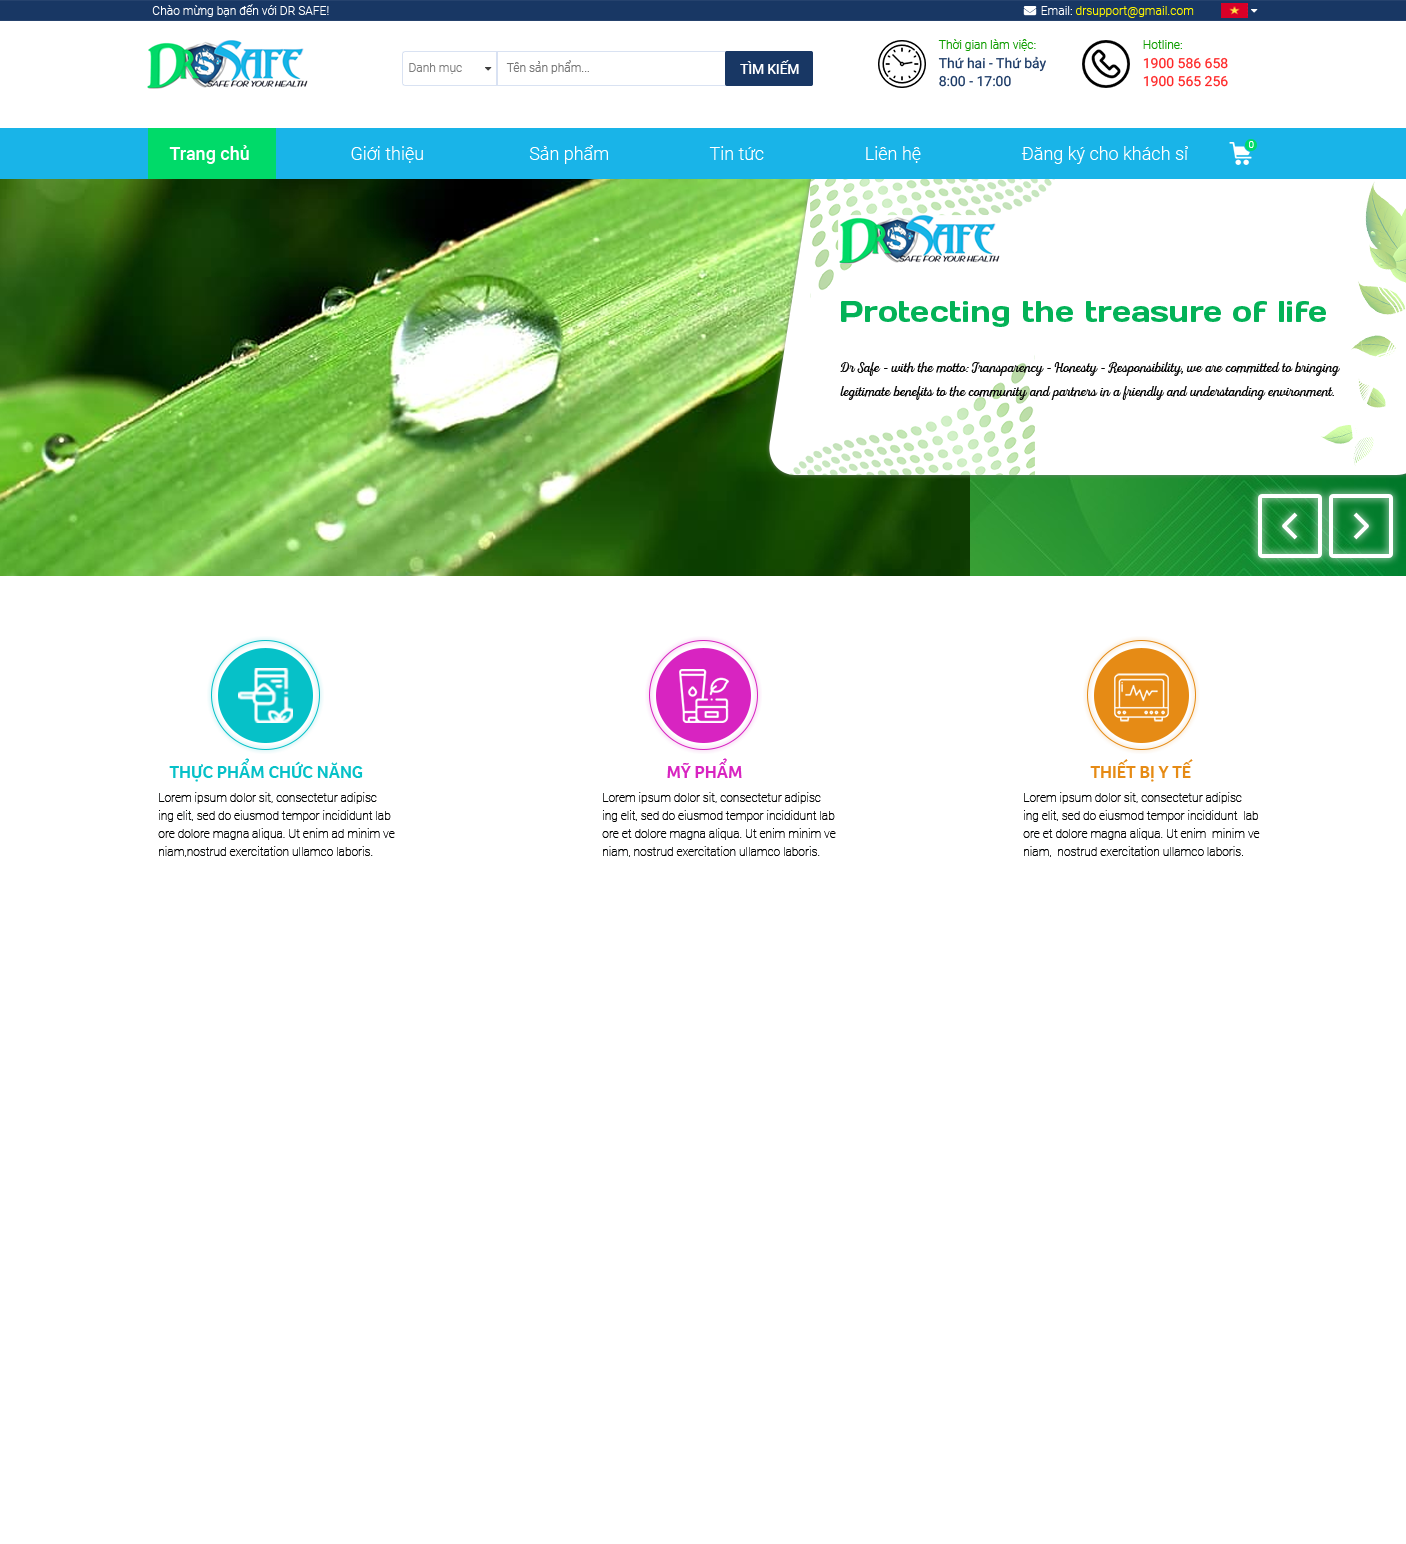 Chào mừng bạn đến với DR SAFE!
Email: drsupport@gmail.com
DRSAFE
SAFE FOR YOUR HEALTH
Danh mục
Tên sản phẩm...
TÌM KIẾM
Thời gian làm việc:
Thứ hai - Thứ bảy
8:00 - 17:00
Hotline:
1900 586 658
1900 565 256
Trang chủ
Giới thiệu
Sản phẩm
Tin tức
Liên hệ
Đăng ký cho khách sỉ
0
DRSAFE
SAFE FOR YOUR HEALTH
Protecting the treasure of life
Dr Safe - with the motto: Transparency - Honesty - Responsibility, we are committed to bringing
legitimate benefits to the community and partners in a friendly and understanding environment.
THỰC PHẨM CHỨC NĂNG
Lorem ipsum dolor sit, consectetur adipisc
ing elit, sed do eiusmod tempor incididunt lab
ore dolore magna aliqua. Ut enim ad minim ve
niam,nostrud exercitation ullamco laboris.
MỸ PHẨM
Lorem ipsum dolor sit, consectetur adipisc
ing elit, sed do eiusmod tempor incididunt lab
ore et dolore magna aliqua. Ut enim minim ve
niam, nostrud exercitation ullamco laboris.
THIẾT BỊ Y TẾ
Lorem ipsum dolor sit, consectetur adipisc
ing elit, sed do eiusmod tempor incididunt  lab
ore et dolore magna aliqua. Ut enim  minim ve
niam,  nostrud exercitation ullamco laboris.